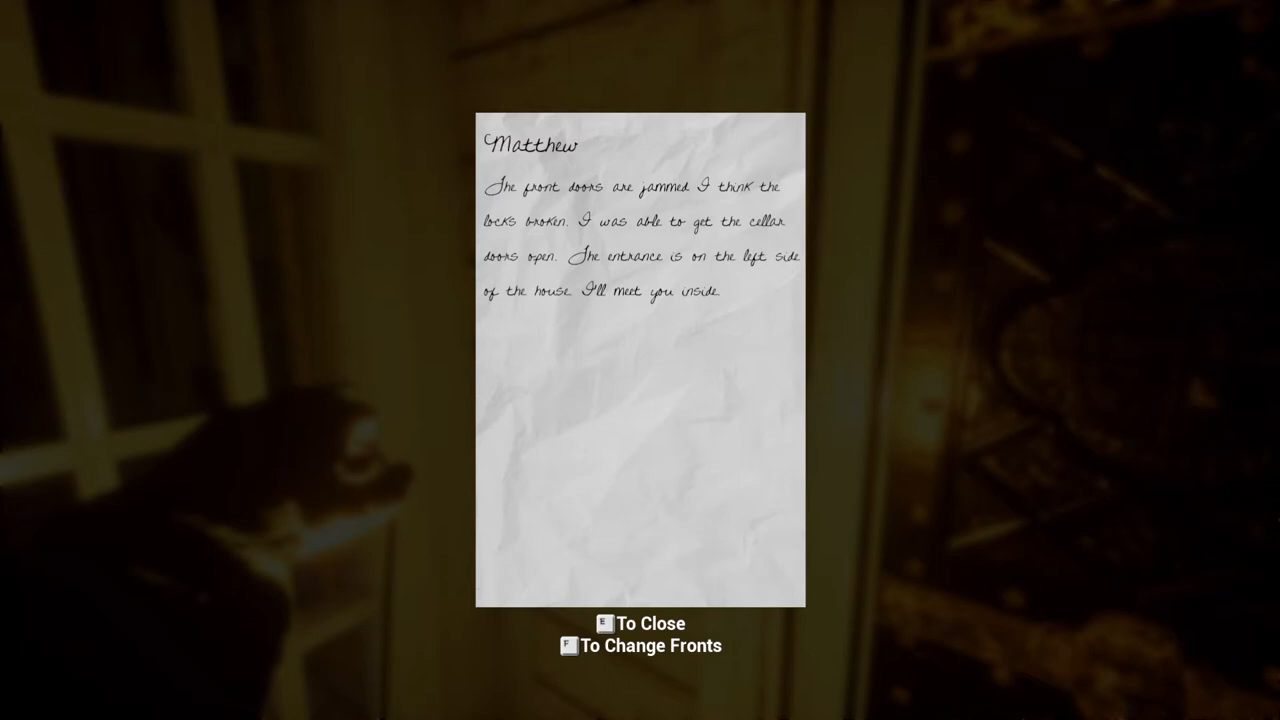 Matthew
The front doors are jammed I think the
locks broken. I was able to get the cellar
doors open. The entrance is on the left side
of the house. I'll meet you inside.
E To Close
F To Change Fronts